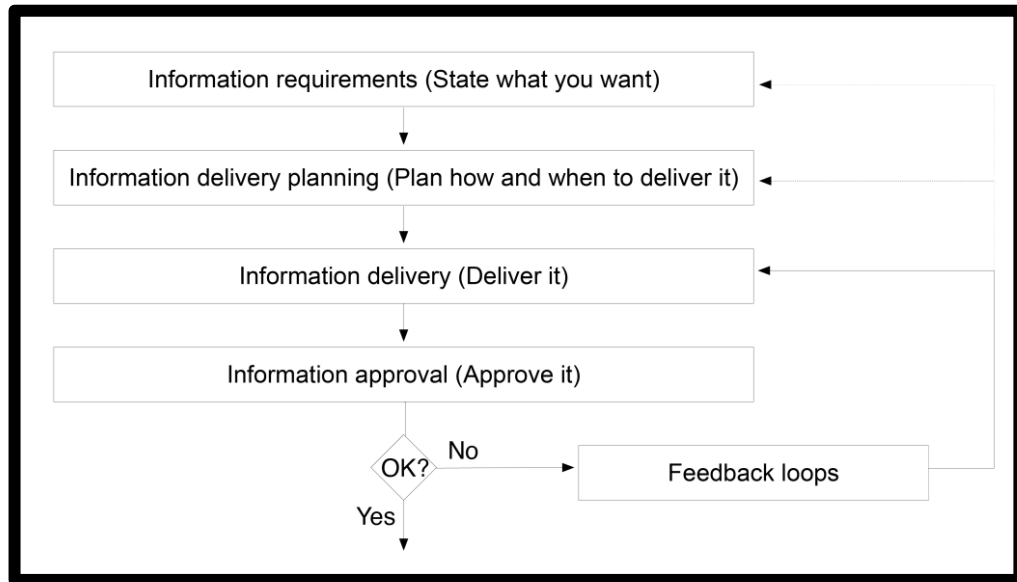 Information requirements (State what you want)
Information delivery planning (Plan how and when to deliver it)
Information delivery (Deliver it)
Information approval (Approve it)
OK?
No
Feedback loops
Yes